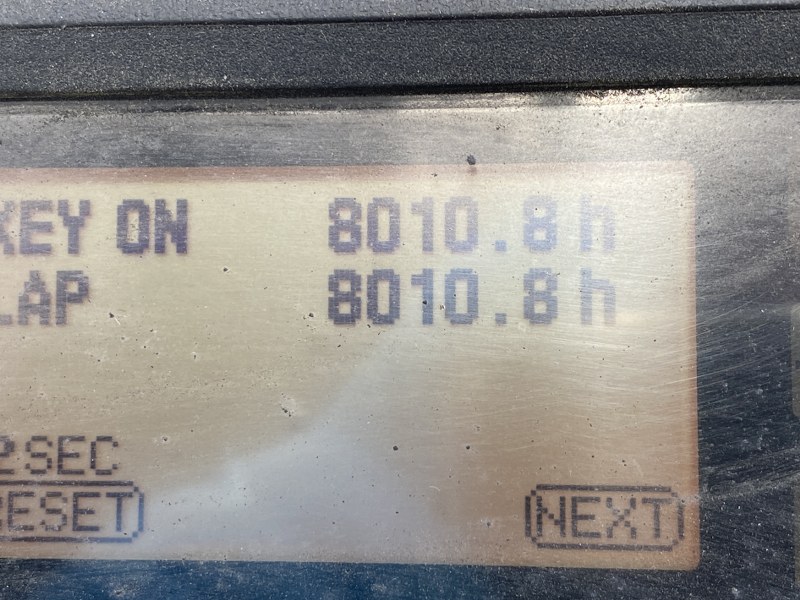 KEY ON 8010.8 h
LAP 8010.8 h
2SEC
RESET NEXT